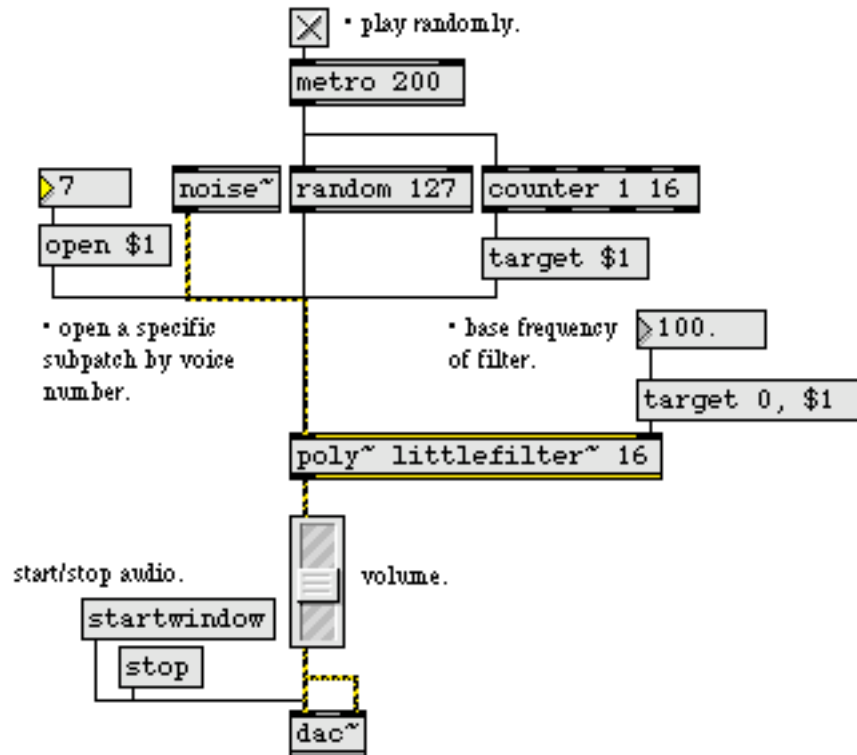 • play randomly.
metro 200
7
noise~
random 127
counter 1 16
open $1
target $1
• open a specific
subpatch by voice
number.
• base frequency
of filter.
100.
target 0, $1
poly~ littlefilter~ 16
start/stop audio.
volume.
startwindow
stop
dac~